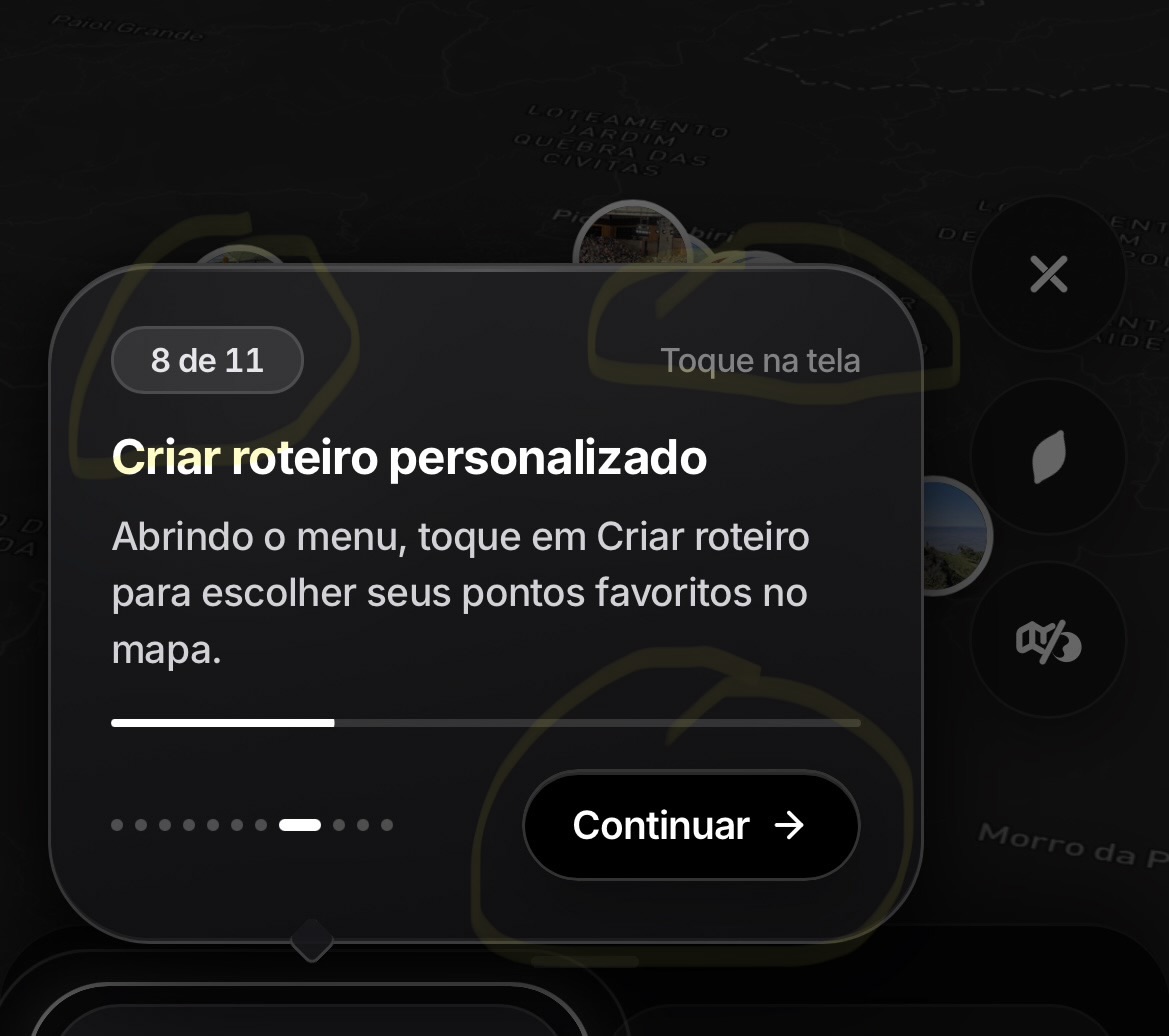 Paiol Grande
LOTEAMENTO
JARDIM
QUEBRA DAS
CIVITAS
8 de 11
Toque na tela
Criar roteiro personalizado
Abrindo o menu, toque em Criar roteiro
para escolher seus pontos favoritos no
mapa.
Continuar →
Morro da P